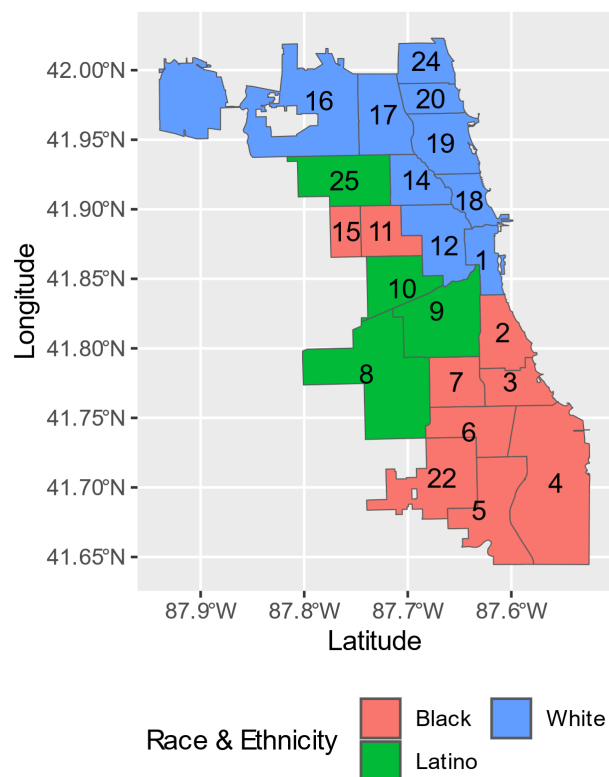 24
42.00°N
16
20
17
41.95°N
19
25
14
18
41.90°N
15
11
12
1
Longitude
41.85°N
10
9
2
41.80°N
8
7
3
41.75°N
6
22
4
41.70°N
5
41.65°N
87.9°W
87.8°W
87.7°W
87.6°W
Latitude
Race & Ethnicity
Black
White
Latino